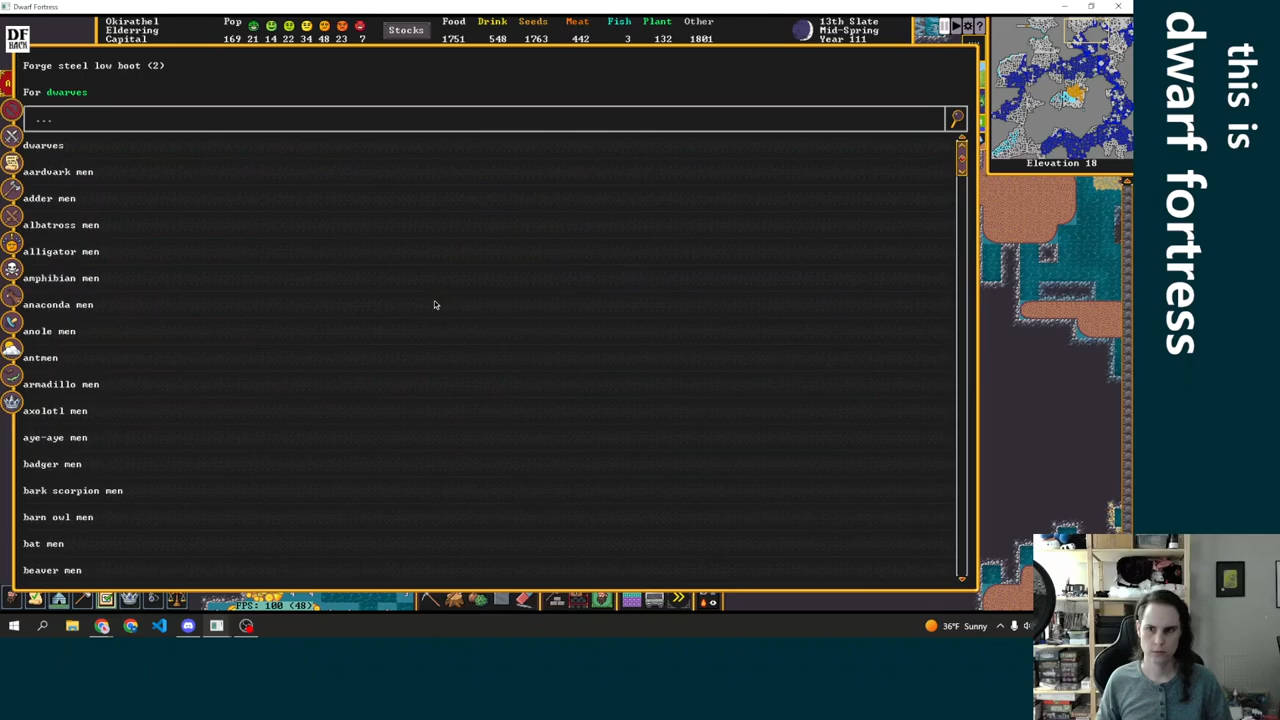 Dwarf Fortress
DF
HACK
Okirathel
Elderring
Capital
Pop
169 21 14 22 34 48 23 7
Stocks
Food Drink Seeds Meat Fish Plant Other
1751 548 1763 442 3 132 1801
13th Slate
Mid-Spring
Year 111
Elevation 18
Forge steel low boot (2)
For dwarves
...
dwarves
aardvark men
adder men
albatross men
alligator men
amphibian men
anaconda men
anole men
antmen
armadillo men
axolotl men
aye-aye men
badger men
bark scorpion men
barn owl men
bat men
beaver men
FPS: 100 (48)
36°F Sunny
this is
dwarf fortress